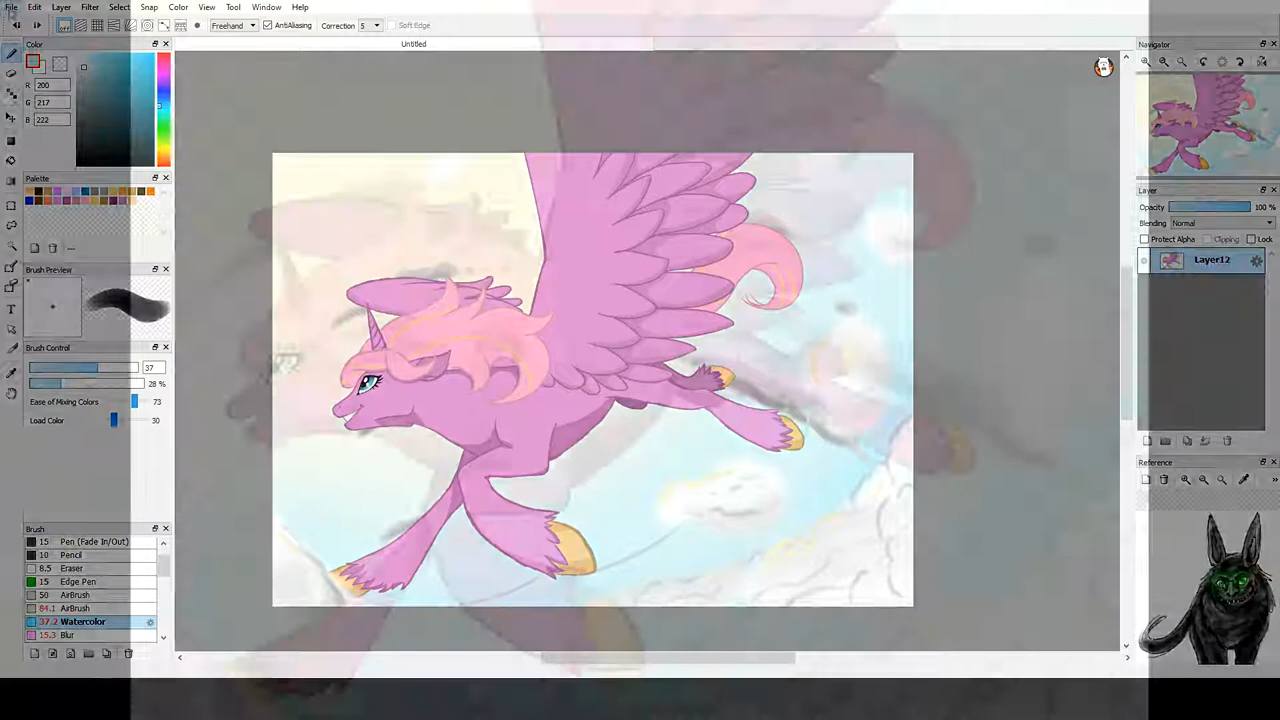 File Edit Layer Filter Select Snap Color View Tool Window Help
Freehand AntiAliasing Correction 5 Soft Edge
Untitled
Color
R 200
G 217
B 222
Palette
Brush Preview
Brush Control
37
28 %
Ease of Mixing Colors 73
Load Color 30
Brush
15 Pen (Fade In/Out)
10 Pencil
8.5 Eraser
15 Edge Pen
50 AirBrush
84.1 AirBrush
37.2 Watercolor
15.3 Blur
Navigator
Layer
Opacity 100 %
Blending Normal
Protect Alpha Clipping Lock
Layer12
Reference